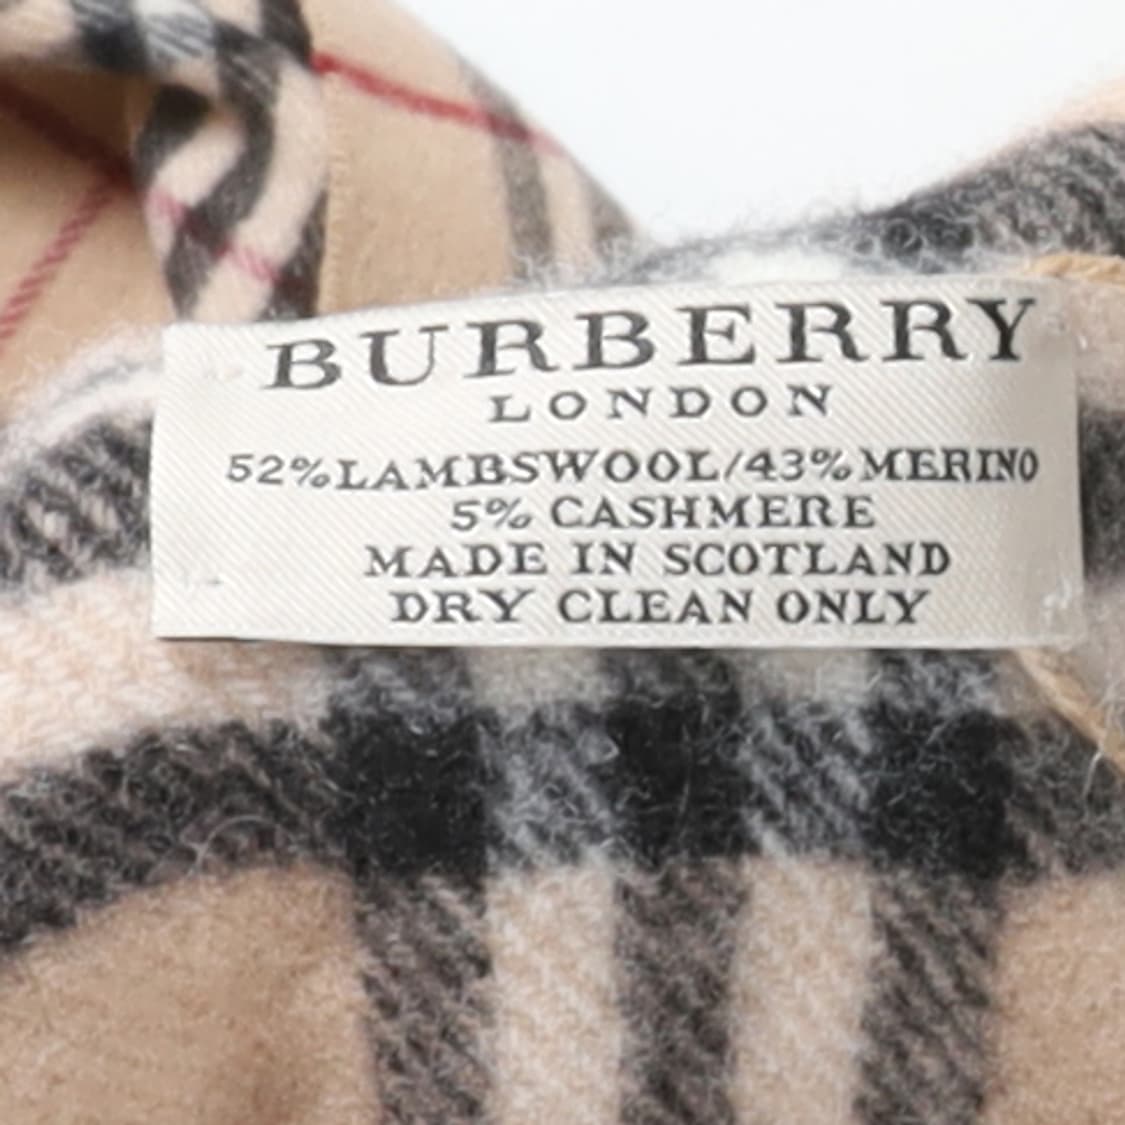 BURBERRY
LONDON
52%LAMBSWOOL/43%MERINO
5% CASHMERE
MADE IN SCOTLAND
DRY CLEAN ONLY